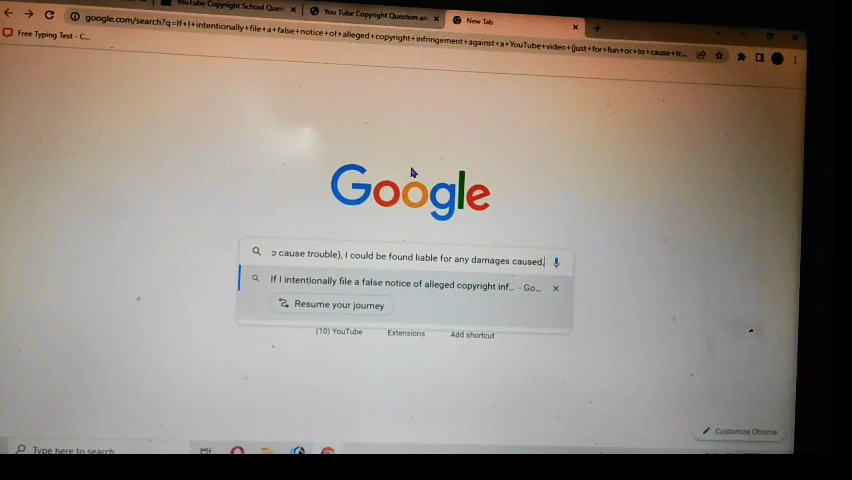 YouTube Copyright School Ques
You Tube Copyright Question an
New Tab
google.com/search?q=If+I+intentionally+file+a+false+notice+of+alleged+copyright+infringement+against+a+YouTube+video+(just+for+fun+or+to+cause+tr...
Free Typing Test - C...
Google
o cause trouble), I could be found liable for any damages caused.
If I intentionally file a false notice of alleged copyright inf... - Go...
Resume your journey
(10) YouTube
Extensions
Add shortcut
Customize Chrome
Type here to search